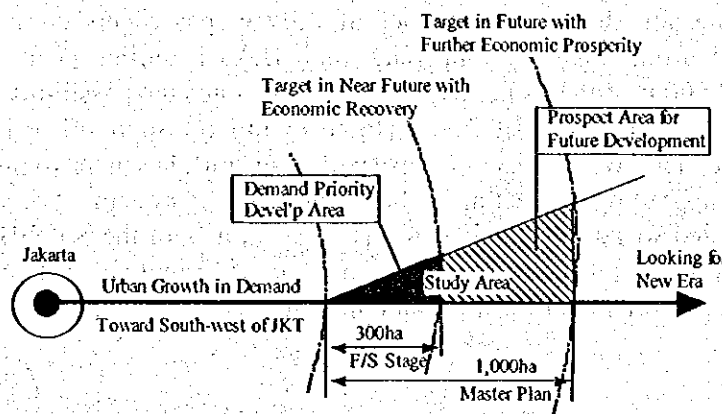 Target in Future with
Further Economic Prosperity
Target in Near Future with
Economic Recovery
Prospect Area for
Future Development
Demand Priority
Devel'p Area
Jakarta
Looking fo
New Era
Urban Growth in Demand
Study Area
Toward South-west of JKT
300ha
F/S Stage
1,000ha
Master Plan